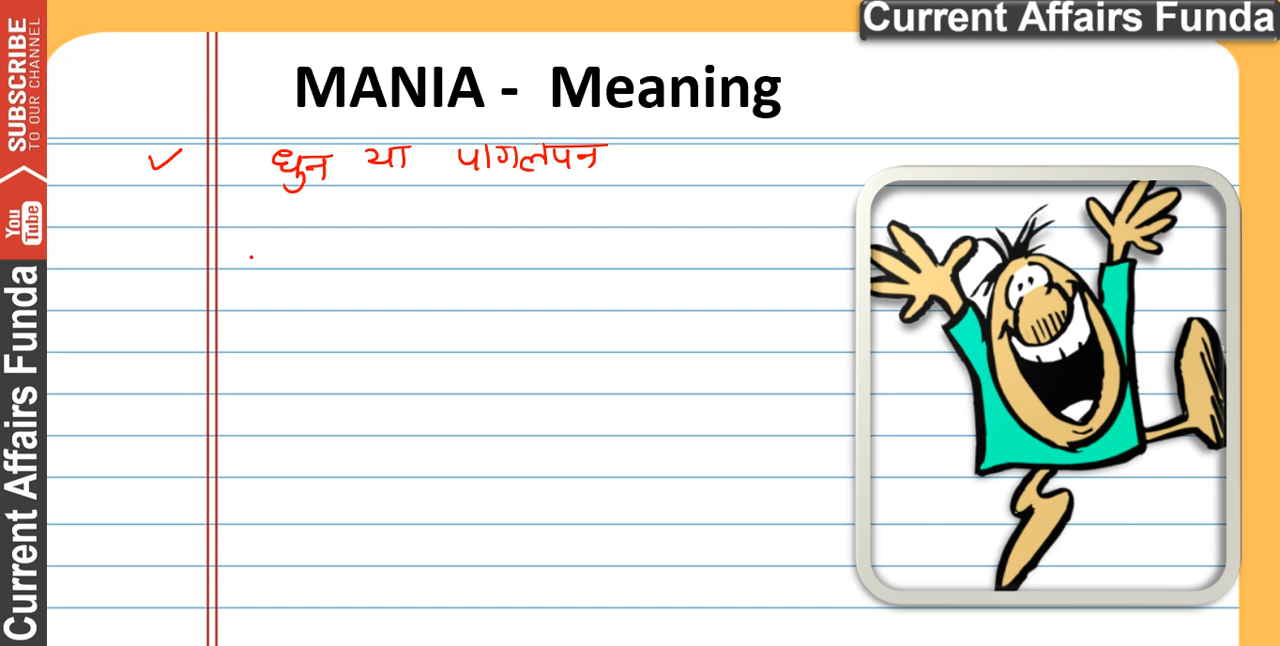 Current Affairs Funda
MANIA - Meaning
धुन या पागलपन
SUBSCRIBE
TO OUR CHANNEL
You
Tube
Current Affairs Funda